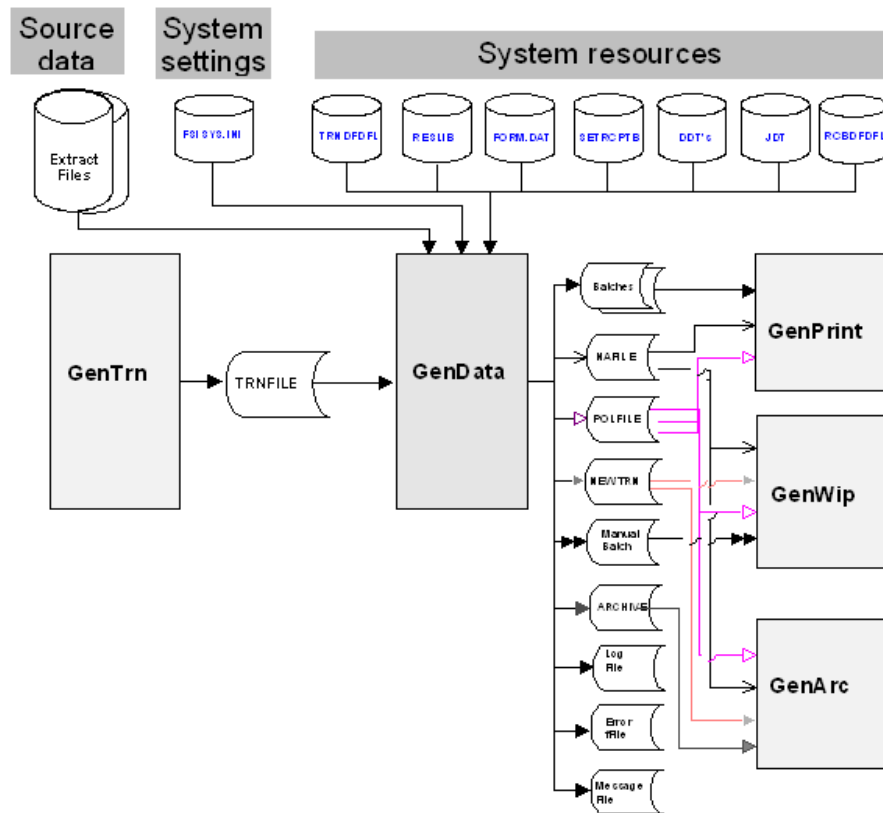 Source
data
System
settings
System resources
Extract
Files
FSISYS.INI
TRNDFDFL
RESLIB
FORM.DAT
SETRCPTB
DDT's
JDT
RCBDFDFL
GenTrn
TRNFILE
GenData
Batches
NAFILE
POLFILE
NEWTRN
Manual
Batch
ARCHIVE
Log
File
Error
fFile
Message
File
GenPrint
GenWip
GenArc